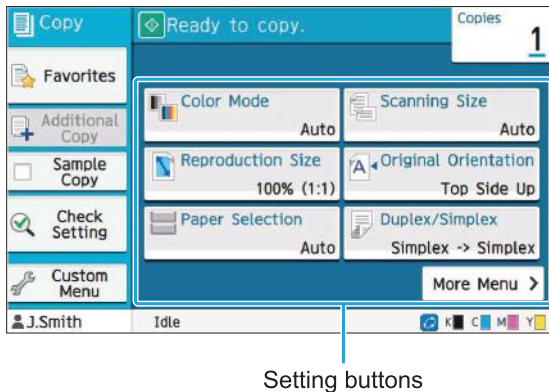 Copy
Ready to copy.
Copies
1
Favorites
Additional
Copy
Sample
Copy
Check
Setting
Custom
Menu
Color Mode
Auto
Scanning Size
Auto
Reproduction Size
100% (1:1)
A
Original Orientation
Top Side Up
Paper Selection
Auto
Duplex/Simplex
Simplex -> Simplex
More Menu >
J.Smith
Idle
K C M Y
Setting buttons